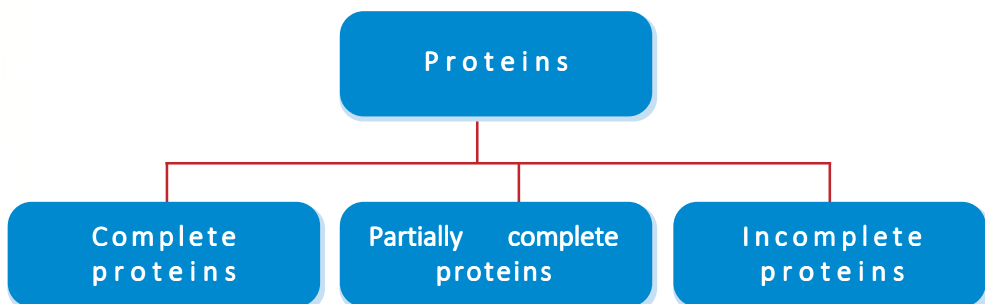 Proteins
Complete
proteins
Partially complete
proteins
Incomplete
proteins